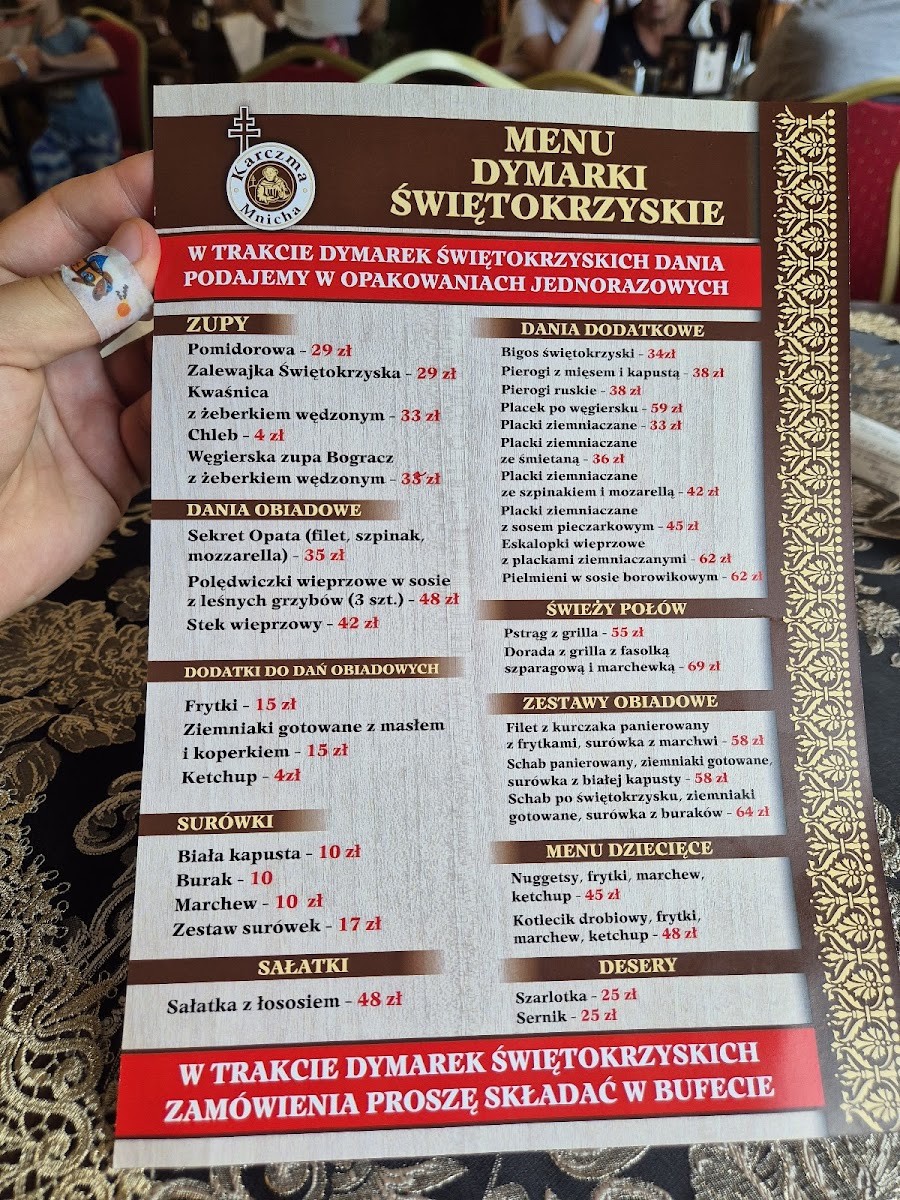 Karczma
Mnicha
MENU
DYMARKI
ŚWIĘTOKRZYSKIE
W TRAKCIE DYMAREK ŚWIĘTOKRZYSKICH DANIA
PODAJEMY W OPAKOWANIACH JEDNORAZOWYCH
ZUPY
Pomidorowa - 29 zł
Zalewajka Świętokrzyska - 29 zł
Kwaśnica
z żeberkiem wędzonym - 33 zł
Chleb - 4 zł
Węgierska zupa Bogracz
z żeberkiem wędzonym - 38 zł
DANIA OBIADOWE
Sekret Opata (filet, szpinak,
mozzarella) - 35 zł
Polędwiczki wieprzowe w sosie
z leśnych grzybów (3 szt.) - 48 zł
Stek wieprzowy - 42 zł
DODATKI DO DAŃ OBIADOWYCH
Frytki - 15 zł
Ziemniaki gotowane z masłem
i koperkiem - 15 zł
Ketchup - 4zł
SURÓWKI
Biała kapusta - 10 zł
Burak - 10
Marchew - 10 zł
Zestaw surówek - 17 zł
SAŁATKI
Sałatka z łososiem - 48 zł
DANIA DODATKOWE
Bigos świętokrzyski - 34zł
Pierogi z mięsem i kapustą - 38 zł
Pierogi ruskie - 38 zł
Placek po węgiersku - 59 zł
Placki ziemniaczane - 33 zł
Placki ziemniaczane
ze śmietaną - 36 zł
Placki ziemniaczane
ze szpinakiem i mozarellą - 42 zł
Placki ziemniaczane
z sosem pieczarkowym - 45 zł
Eskalopki wieprzowe
z plackami ziemniaczanymi - 62 zł
Pielmieni w sosie borowikowym - 62 zł
ŚWIEŻY POŁÓW
Pstrąg z grilla - 55 zł
Dorada z grilla z fasolką
szparagową i marchewką - 69 zł
ZESTAWY OBIADOWE
Filet z kurczaka panierowany
z frytkami, surówka z marchwi - 58 zł
Schab panierowany, ziemniaki gotowane,
surówka z białej kapusty - 58 zł
Schab po świętokrzysku, ziemniaki
gotowane, surówka z buraków - 64 zł
MENU DZIECIĘCE
Nuggetsy, frytki, marchew,
ketchup - 45 zł
Kotlecik drobiowy, frytki,
marchew, ketchup - 48 zł
DESERY
Szarlotka - 25 zł
Sernik - 25 zł
W TRAKCIE DYMAREK ŚWIĘTOKRZYSKICH
ZAMÓWIENIA PROSZĘ SKŁADAĆ W BUFECIE